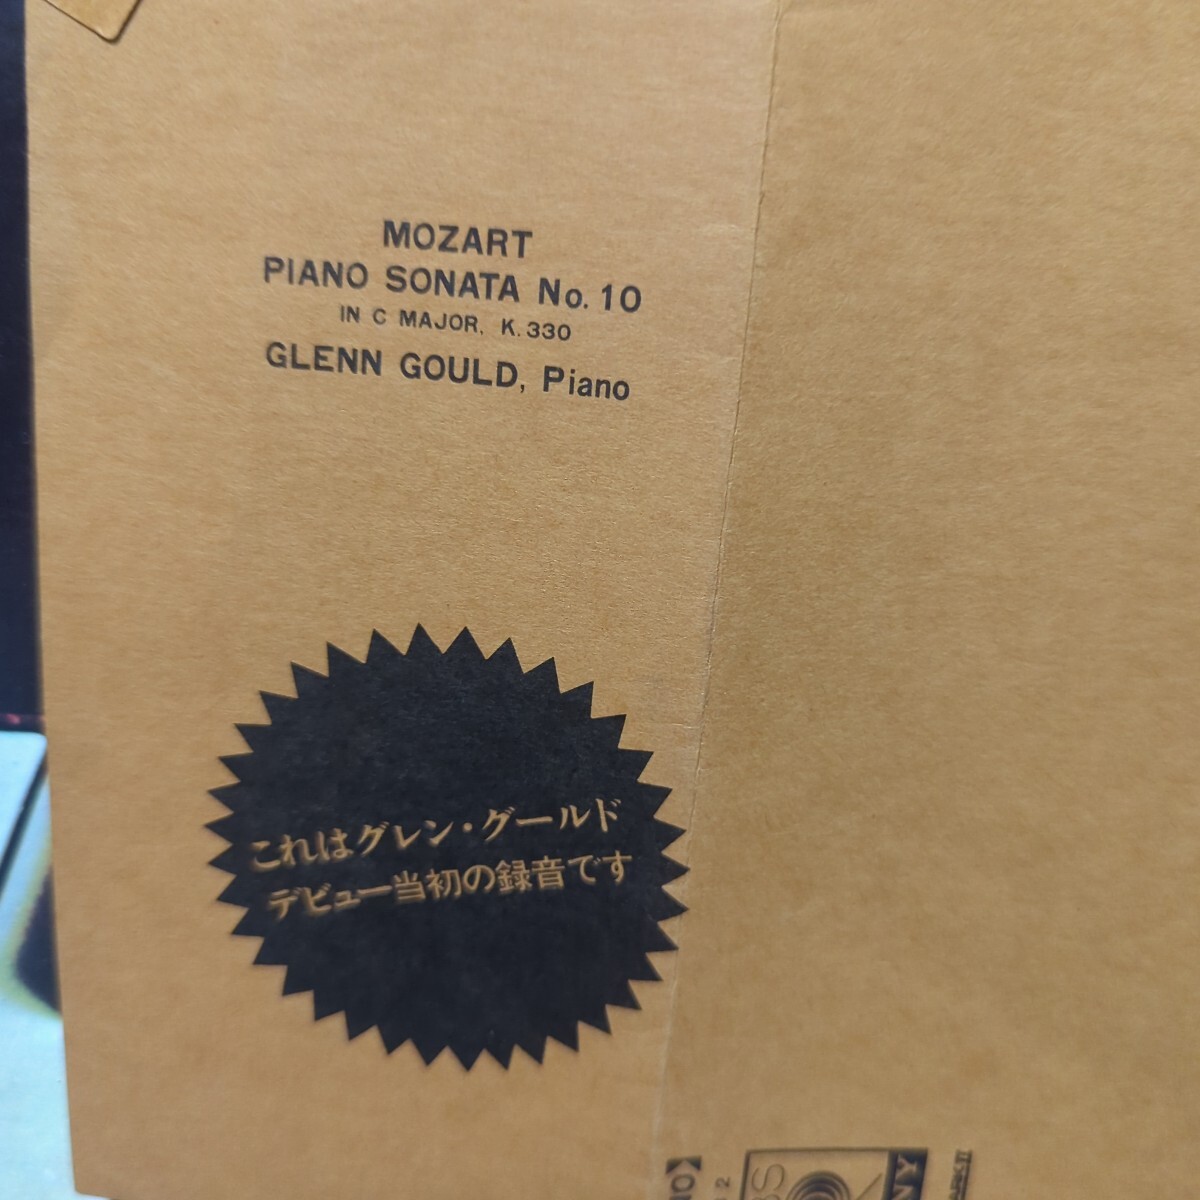 MOZART
PIANO SONATA No. 10
IN C MAJOR, K. 330
GLENN GOULD, Piano
これはグレン・グールド
デビュー当初の録音です